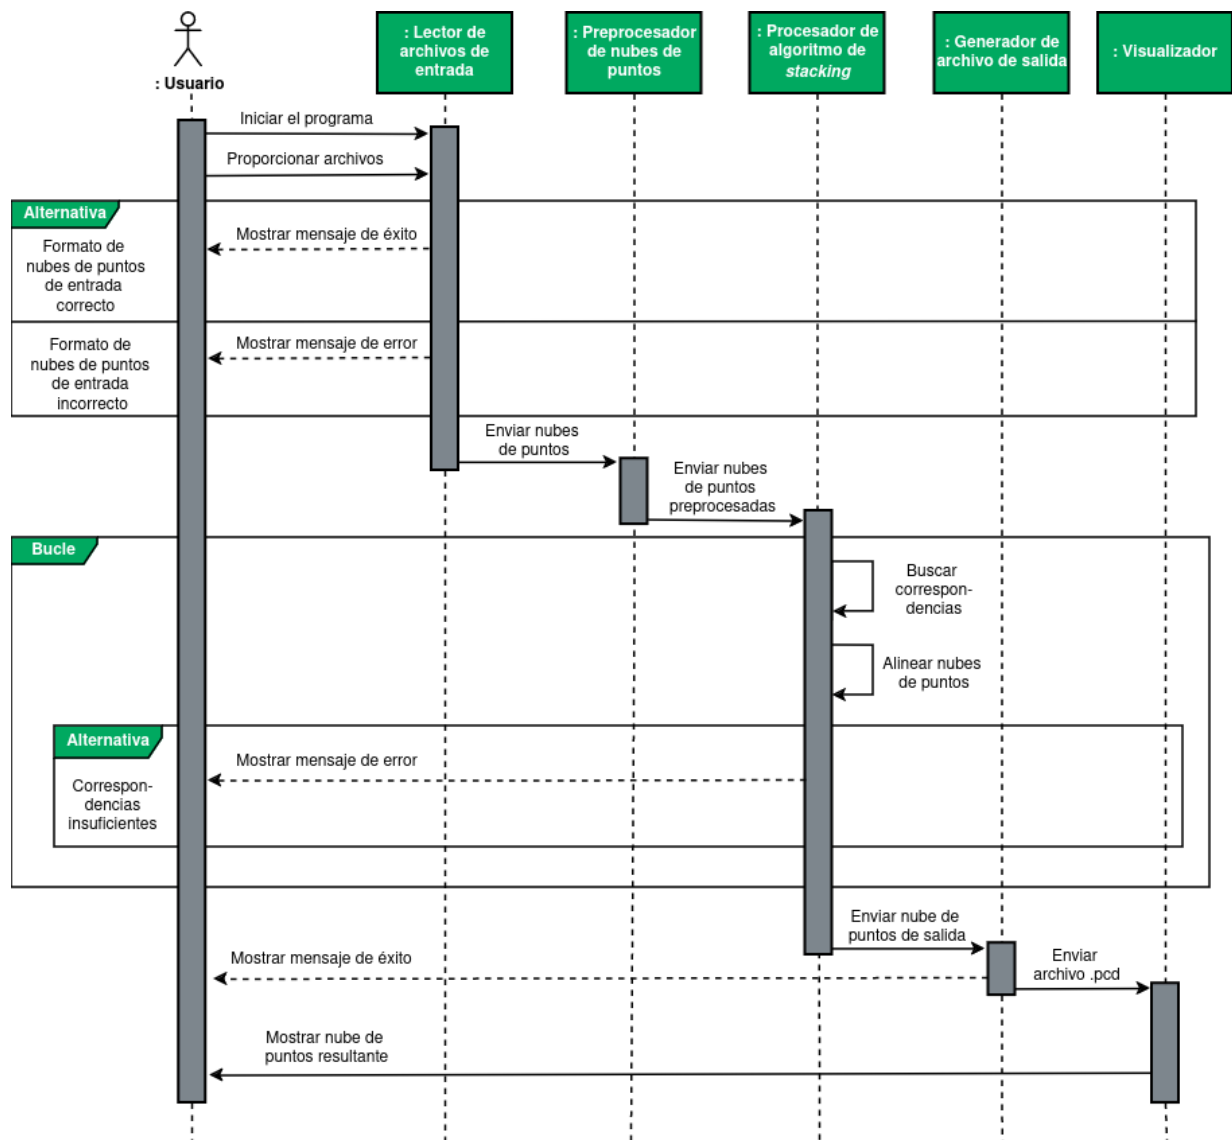 : Usuario
: Lector de
archivos de
entrada
: Preprocesador
de nubes de
puntos
: Procesador de
algoritmo de
stacking
: Generador de
archivo de salida
: Visualizador
Iniciar el programa
Proporcionar archivos
Alternativa
Formato de
nubes de puntos
de entrada
correcto
Mostrar mensaje de éxito
Formato de
nubes de puntos
de entrada
incorrecto
Mostrar mensaje de error
Enviar nubes
de puntos
Enviar nubes
de puntos
preprocesadas
Bucle
Buscar
correspon-
dencias
Alinear nubes
de puntos
Alternativa
Correspon-
dencias
insuficientes
Mostrar mensaje de error
Enviar nube de
puntos de salida
Mostrar mensaje de éxito
Enviar
archivo .pcd
Mostrar nube de
puntos resultante